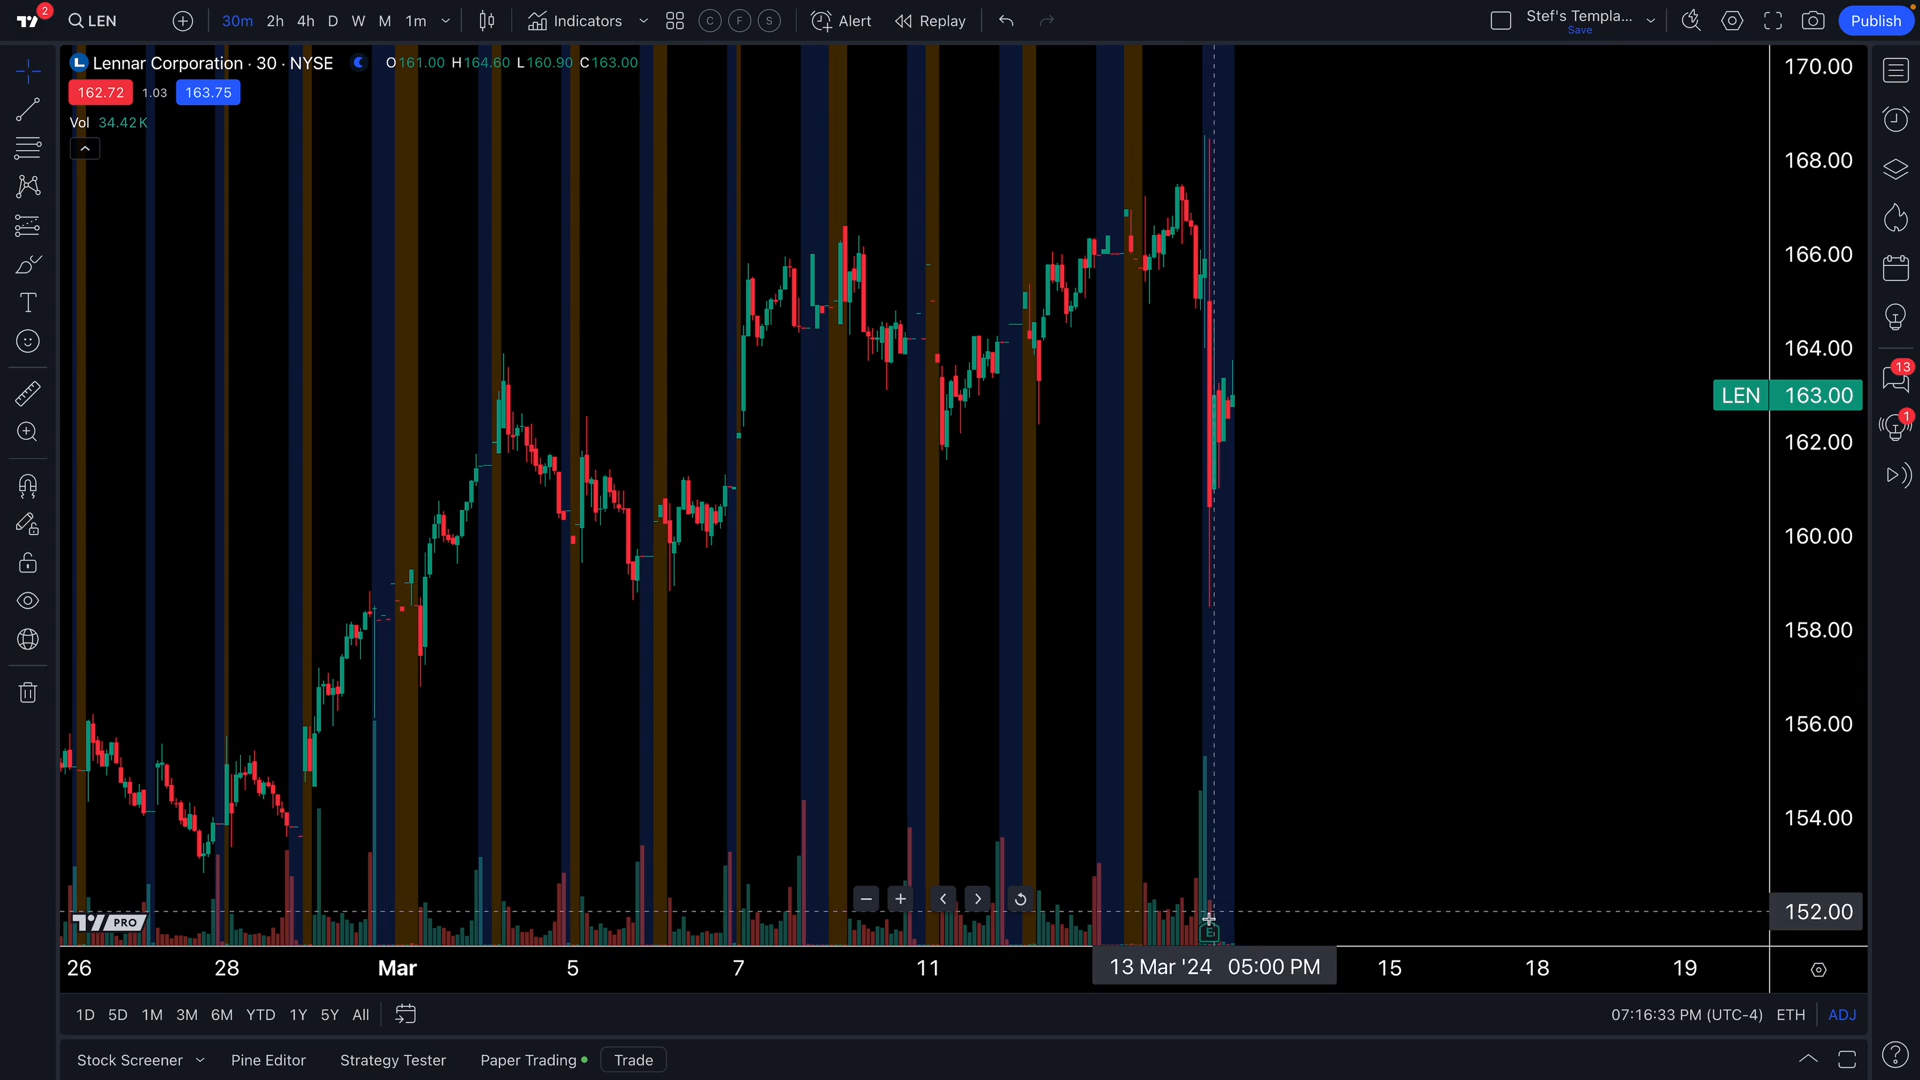 2
LEN
30m 2h 4h D W M 1m
Indicators
C F S
Alert
Replay
Stef's Templa...
Save
Publish
Lennar Corporation · 30 · NYSE
O161.00 H164.60 L160.90 C163.00
162.72 1.03 163.75
Vol 34.42K
170.00
168.00
166.00
164.00
LEN 163.00
162.00
160.00
158.00
156.00
154.00
152.00
13
1
PRO
E
26 28 Mar 5 7 11 13 Mar '24 05:00 PM 15 18 19
1D 5D 1M 3M 6M YTD 1Y 5Y All
07:16:33 PM (UTC-4) ETH ADJ
Stock Screener Pine Editor Strategy Tester Paper Trading Trade